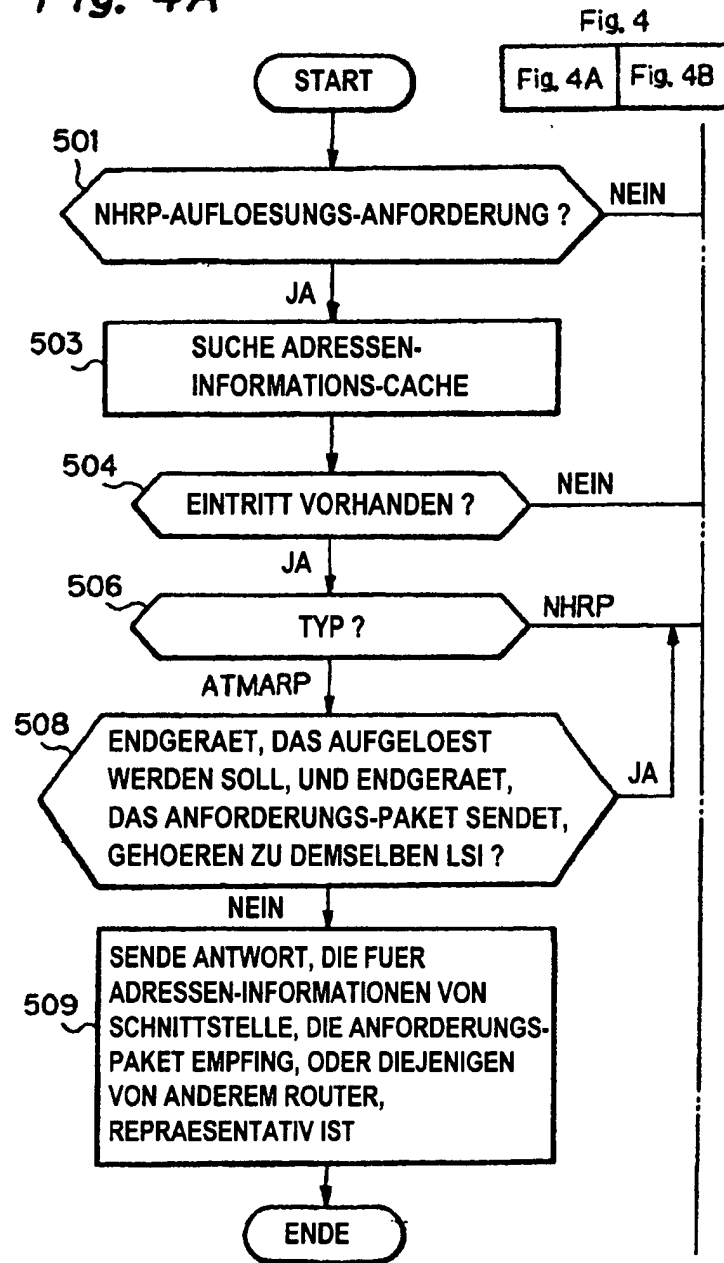 Fig. 4A
Fig. 4
Fig. 4A
Fig. 4B
START
501
NHRP-AUFLOESUNGS-ANFORDERUNG ?
NEIN
JA
503
SUCHE ADRESSEN-
INFORMATIONS-CACHE
504
EINTRITT VORHANDEN ?
NEIN
JA
506
TYP ?
NHRP
ATMARP
508
ENDGERAET, DAS AUFGELOEST
WERDEN SOLL, UND ENDGERAET,
DAS ANFORDERUNGS-PAKET SENDET,
GEHOEREN ZU DEMSELBEN LSI ?
JA
NEIN
509
SENDE ANTWORT, DIE FUER
ADRESSEN-INFORMATIONEN VON
SCHNITTSTELLE, DIE ANFORDERUNGS-
PAKET EMPFING, ODER DIEJENIGEN
VON ANDEREM ROUTER,
REPRAESENTATIV IST
ENDE